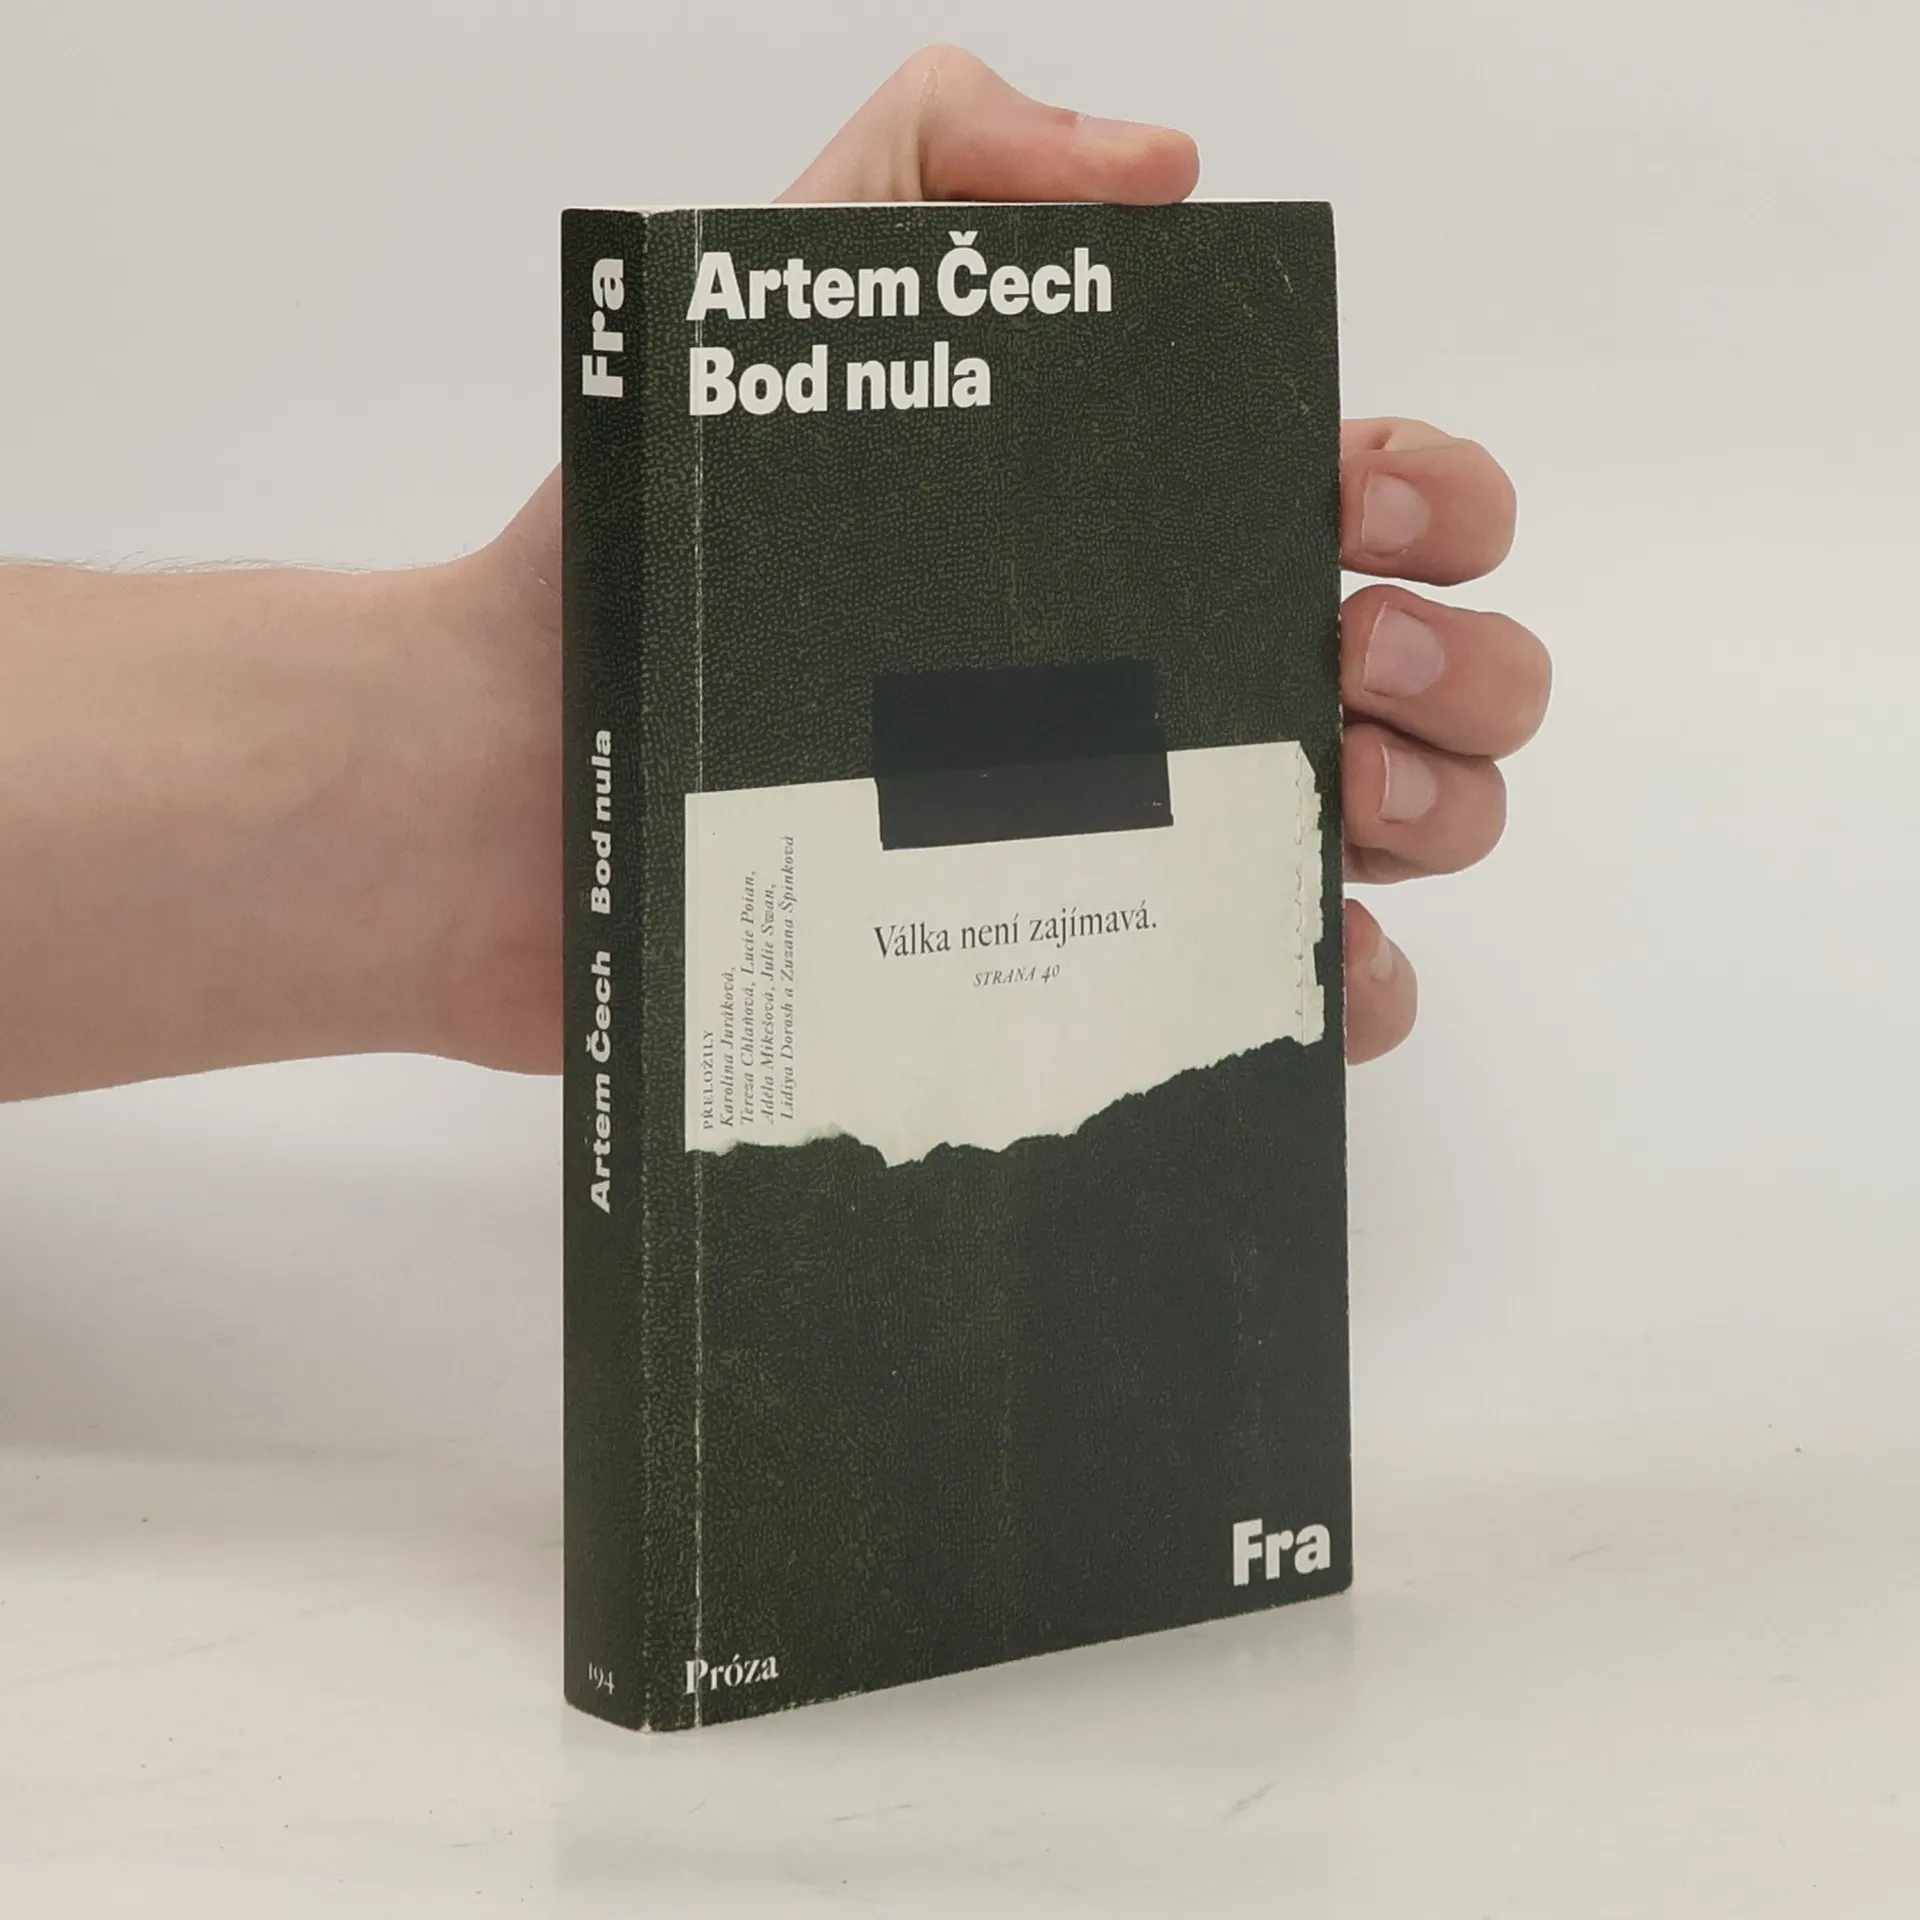 Fra
Artem Čech Bod nula
194
Artem Čech
Bod nula
Válka není zajímavá.
STRANA 40
PŘELOŽILY
Karolina Juráková,
Tereza Chlaňová, Lucie Poian,
Adéla Mikešová, Julie Swan,
Lidiya Dorosh a Zuzana Špinková
Fra
Próza